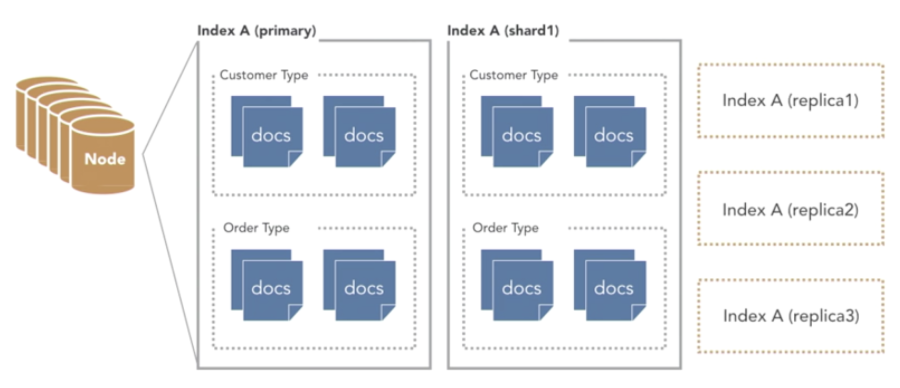 Index A (primary)
Index A (shard1)
Node
Customer Type
docs
docs
Order Type
docs
docs
Customer Type
docs
docs
Order Type
docs
docs
Index A (replica1)
Index A (replica2)
Index A (replica3)